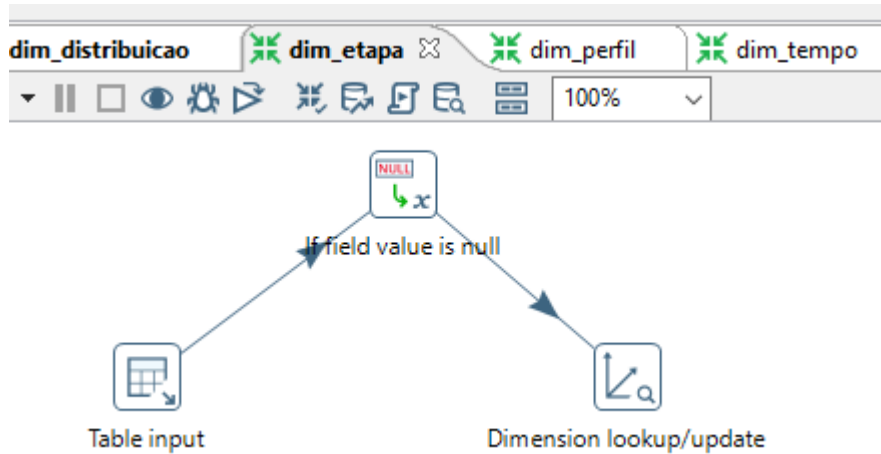 dim_distribuicao dim_etapa dim_perfil dim_tempo
100%
NULL
x
If field value is null
Table input
Dimension lookup/update